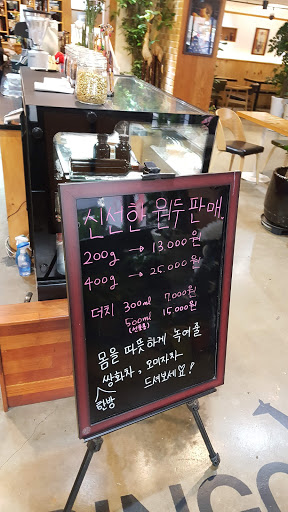 신선한 원두 판매
200g → 13,000원
400g → 25,000원
더치 300ml 7000원
500ml 15,000원
(선물용)
몸을 따뜻하게 녹여줄
쌍화차, 오미자차
한방 드셔보세요!
INGO